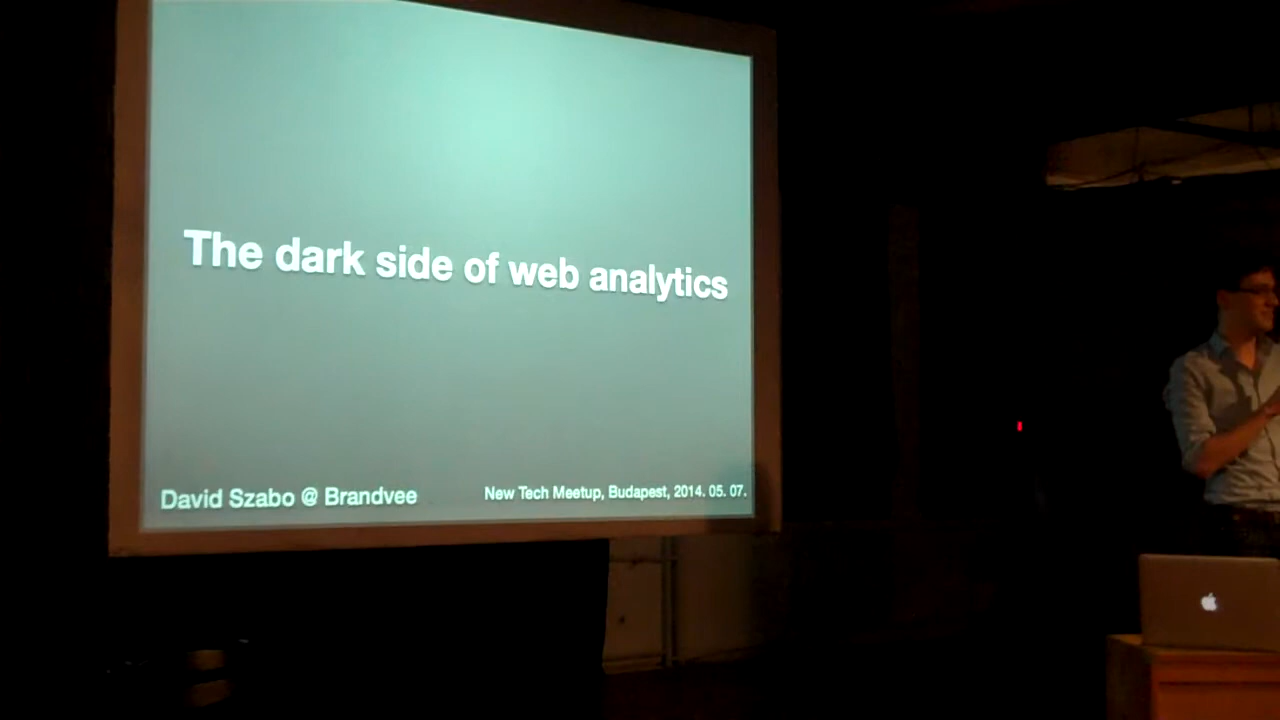 The dark side of web analytics
David Szabo @ Brandvee
New Tech Meetup, Budapest, 2014. 05. 07.